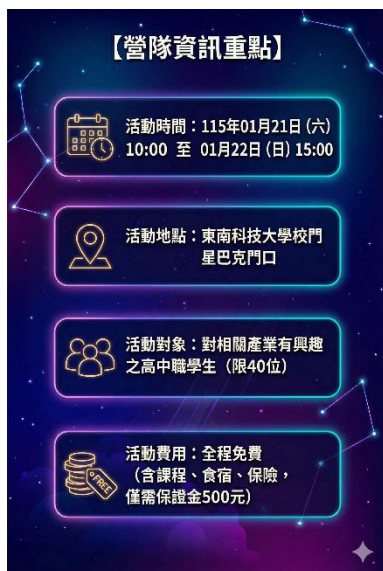 【營隊資訊重點】
活動時間：115年01月21日（六）
10:00 至 01月22日（日）15:00
活動地點：東南科技大學校門
星巴克門口
活動對象：對相關產業有興趣
之高中職學生（限40位）
活動費用：全程免費
（含課程、食宿、保險，
僅需保證金500元）
FREE